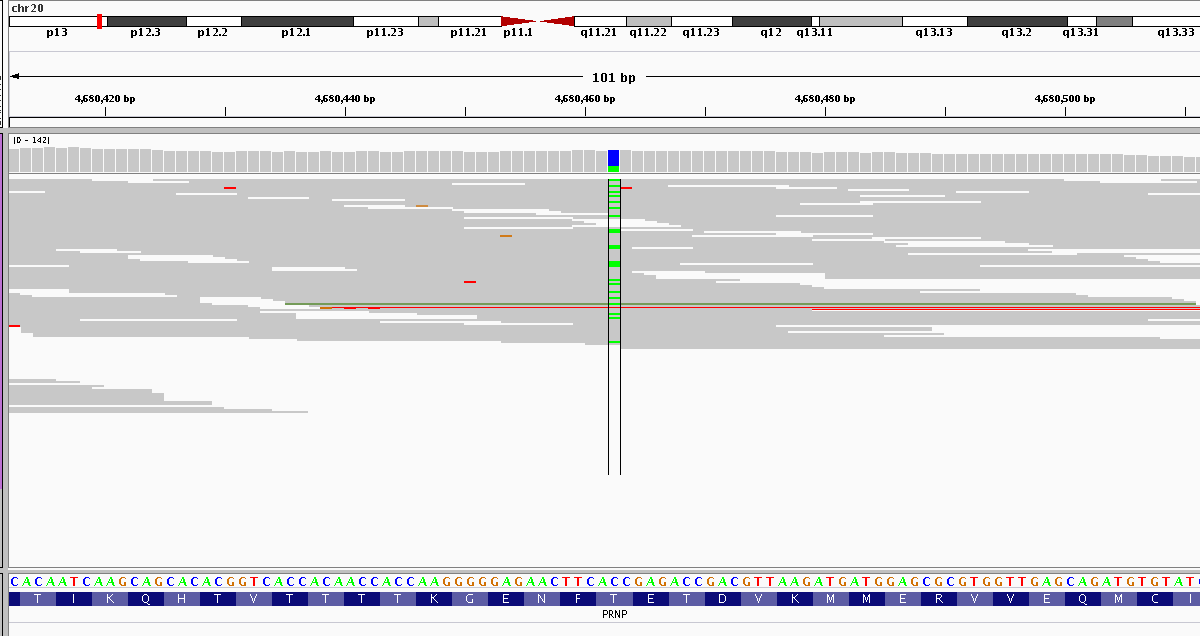 chr20
p13 p12.3 p12.2 p12.1 p11.23 p11.21 p11.1 q11.21 q11.22 q11.23 q12 q13.11 q13.13 q13.2 q13.31 q13.33
101 bp
4,680,420 bp 4,680,440 bp 4,680,460 bp 4,680,480 bp 4,680,500 bp
[0 - 142]
CACAATCAAGCAGCACACGGTCACCACAACCACCAAGGGGGAGAACTTCACCGAGACCGACGTTAAGATGATGGAGCGCGTGGTTGAGCAGATGTGTAT
T I K Q H T V T T T T K G E N F T E T D V K M M E R V V E Q M C I
PRNP